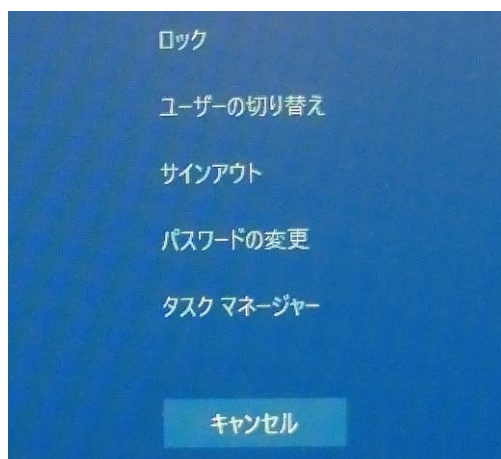 ロック
ユーザーの切り替え
サインアウト
パスワードの変更
タスク マネージャー
キャンセル